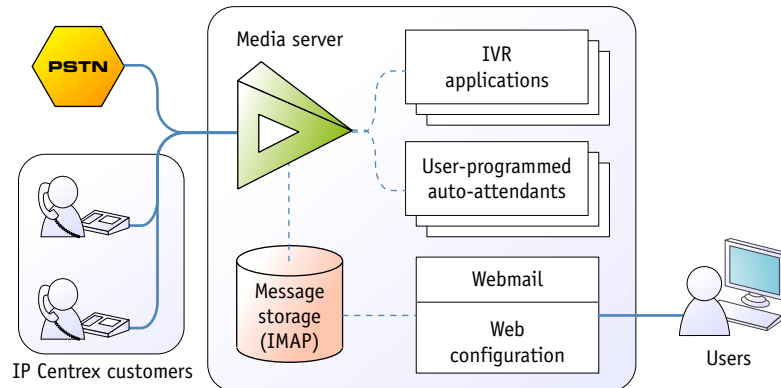 PSTN
Media server
IVR
applications
User-programmed
auto-attendants
Message
storage
(IMAP)
Webmail
Web
configuration
IP Centrex customers
Users